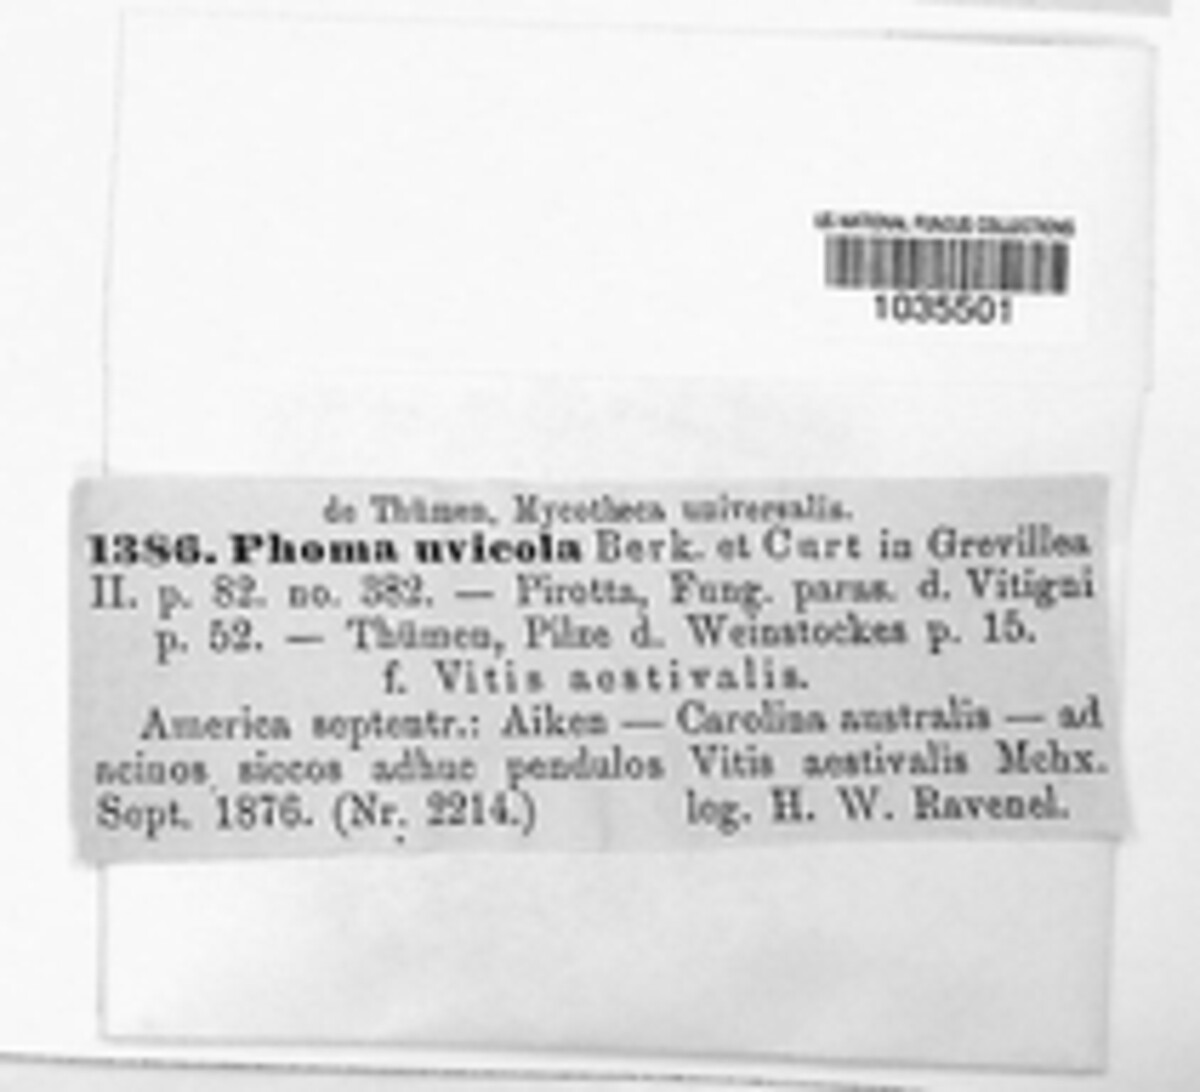 US NATIONAL FUNGUS COLLECTIONS
1035501
de Thümen, Mycotheca universalis.
1386. Phoma uvicola Berk. et Curt in Grevillea
II. p. 82. no. 382. — Pirotta, Fung. paras. d. Vitigni
p. 52. — Thümen, Pilze d. Weinstockes p. 15.
f. Vitis aestivalis.
America septentr.: Aiken — Carolina australis — ad
acinos siccos adhuc pendulos Vitis aestivalis Mchx.
Sept. 1876. (Nr. 2214.) leg. H. W. Ravenel.